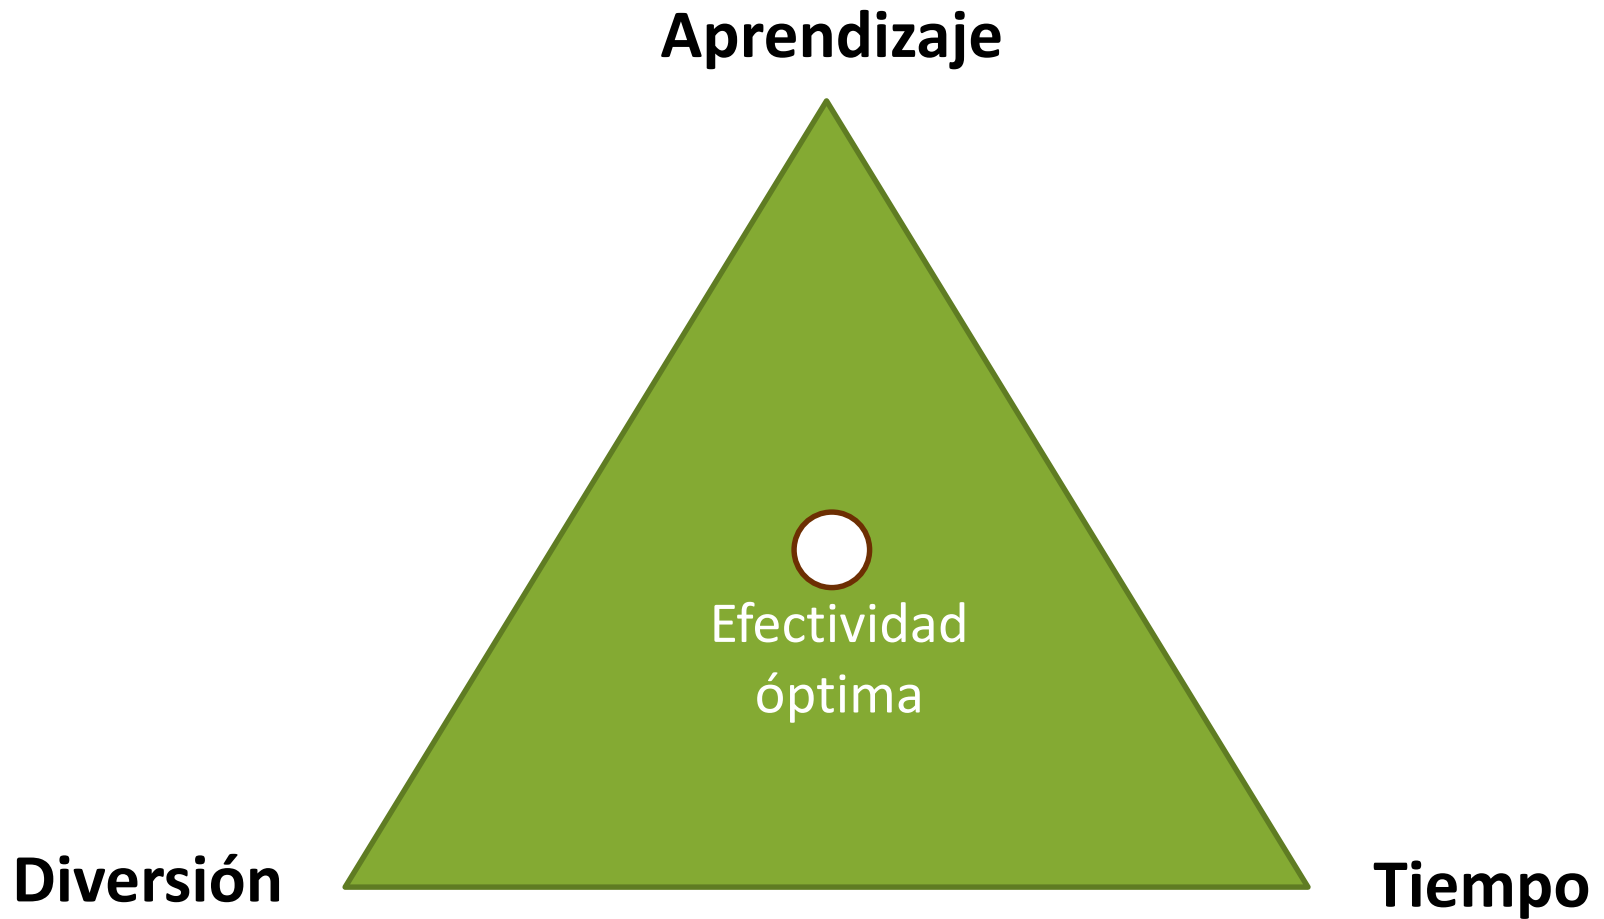 Aprendizaje
Efectividad
óptima
Diversión
Tiempo